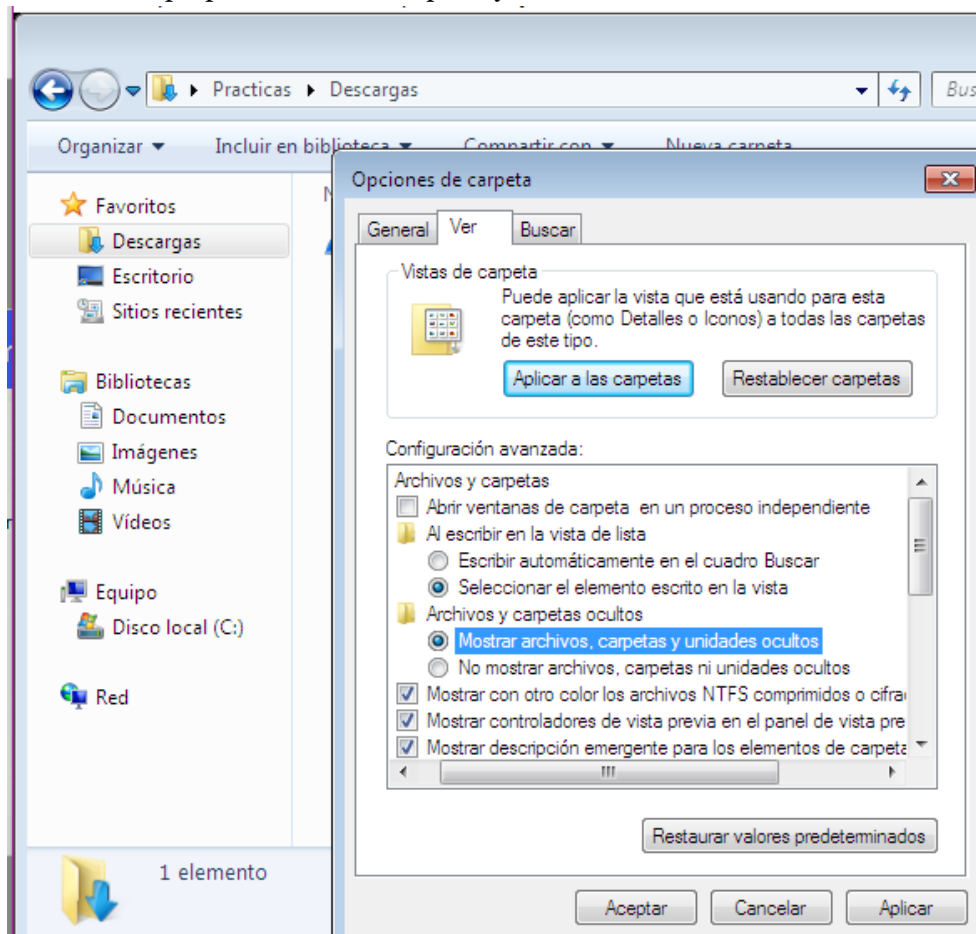 Practicas ▸ Descargas
Bus
Organizar
Incluir en biblioteca
Compartir con
Nueva carpeta
Favoritos
Descargas
Escritorio
Sitios recientes
Bibliotecas
Documentos
Imágenes
Música
Vídeos
Equipo
Disco local (C:)
Red
1 elemento
Opciones de carpeta
General
Ver
Buscar
Vistas de carpeta
Puede aplicar la vista que está usando para esta
carpeta (como Detalles o Iconos) a todas las carpetas
de este tipo.
Aplicar a las carpetas
Restablecer carpetas
Configuración avanzada:
Archivos y carpetas
Abrir ventanas de carpeta en un proceso independiente
Al escribir en la vista de lista
Escribir automáticamente en el cuadro Buscar
Seleccionar el elemento escrito en la vista
Archivos y carpetas ocultos
Mostrar archivos, carpetas y unidades ocultos
No mostrar archivos, carpetas ni unidades ocultos
Mostrar con otro color los archivos NTFS comprimidos o cifra
Mostrar controladores de vista previa en el panel de vista pre
Mostrar descripción emergente para los elementos de carpeta
Restaurar valores predeterminados
Aceptar
Cancelar
Aplicar